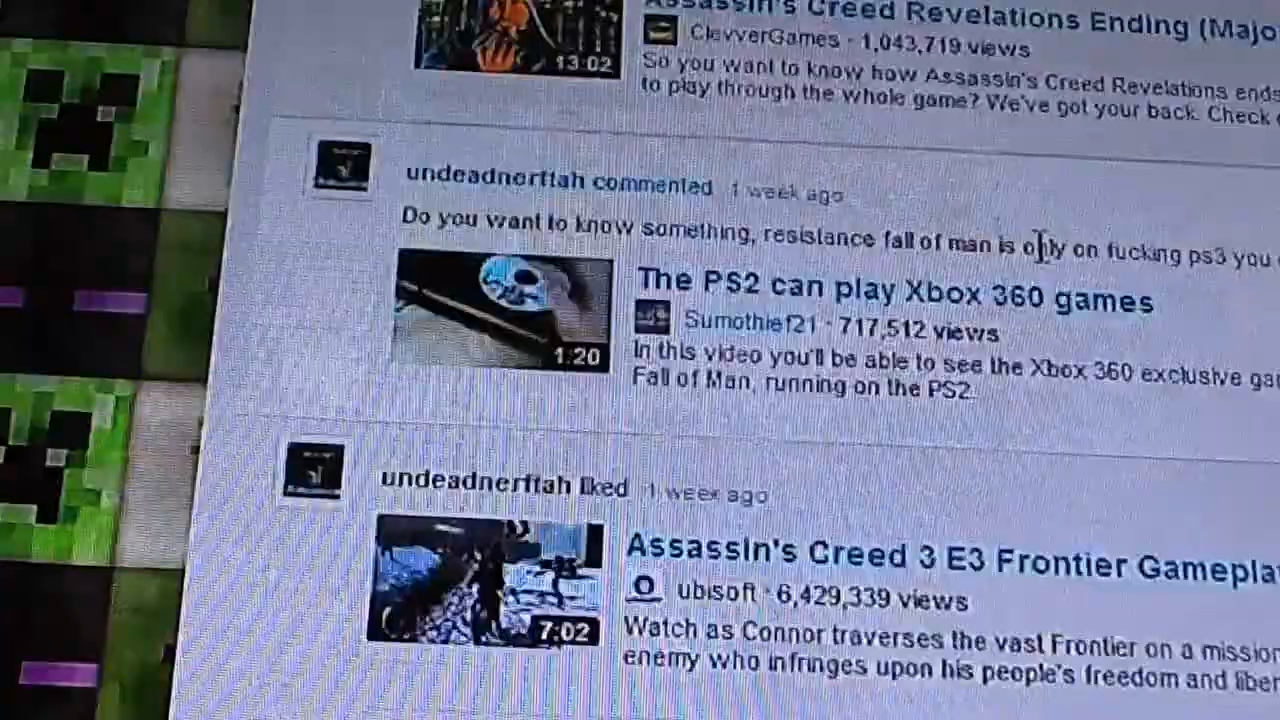 Assassin's Creed Revelations Ending (Majo
ClevverGames · 1,043,719 views
13:02
So you want to know how Assassin's Creed Revelations ends
to play through the whole game? We've got your back. Check
undeadnerftah commented 1 week ago
Do you want to know something, resistance fall of man is only on fucking ps3 you
The PS2 can play Xbox 360 games
Sumothief21 · 717,512 views
1:20
In this video you'll be able to see the Xbox 360 exclusive ga
Fall of Man, running on the PS2.
undeadnerftah liked 1 week ago
Assassin's Creed 3 E3 Frontier Gamepla
ubisoft · 6,429,339 views
7:02
Watch as Connor traverses the vast Frontier on a mission
enemy who infringes upon his people's freedom and liber